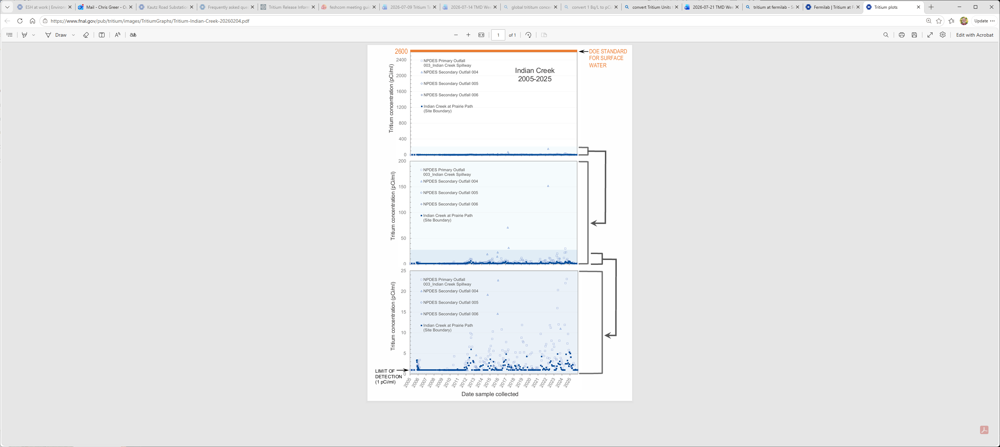 ESH at work | Environ
Mail - Chris Greer - Ou
Kautz Road Substation
Frequently asked ques
Tritium Release Inform
feshcom meeting guid
2026-07-09 Tritium Ta
2026-07-14 TMD Wee
global trititum concen
convert 1 Bq/L to pCi/
convert Tritium Units t
2026-07-21 TMD Wee
tritium at fermilab - Se
Fermilab | Tritium at F
Tritium plots
https://www.fnal.gov/pub/tritium/images/TritiumGraphs/Tritium-Indian-Creek-20260204.pdf
Update
Draw
aあ
1
of 1
Edit with Acrobat
2600
DOE STANDARD
FOR SURFACE
WATER
Tritium concentration (pCi/ml)
2400
2000
1600
1200
800
400
0
NPDES Primary Outfall
003_Indian Creek Spillway
NPDES Secondary Outfall 004
NPDES Secondary Outfall 005
NPDES Secondary Outfall 006
Indian Creek at Prairie Path
(Site Boundary)
Indian Creek
2005-2025
Tritium concentration (pCi/ml)
200
150
100
50
0
NPDES Primary Outfall
003_Indian Creek Spillway
NPDES Secondary Outfall 004
NPDES Secondary Outfall 005
NPDES Secondary Outfall 006
Indian Creek at Prairie Path
(Site Boundary)
Tritium concentration (pCi/ml)
25
20
15
10
5
0
NPDES Primary Outfall
003_Indian Creek Spillway
NPDES Secondary Outfall 004
NPDES Secondary Outfall 005
NPDES Secondary Outfall 006
Indian Creek at Prairie Path
(Site Boundary)
LIMIT OF
DETECTION
(1 pCi/ml)
2005 2006 2007 2008 2009 2010 2011 2012 2013 2014 2015 2016 2017 2018 2019 2020 2021 2022 2023 2024 2025
Date sample collected